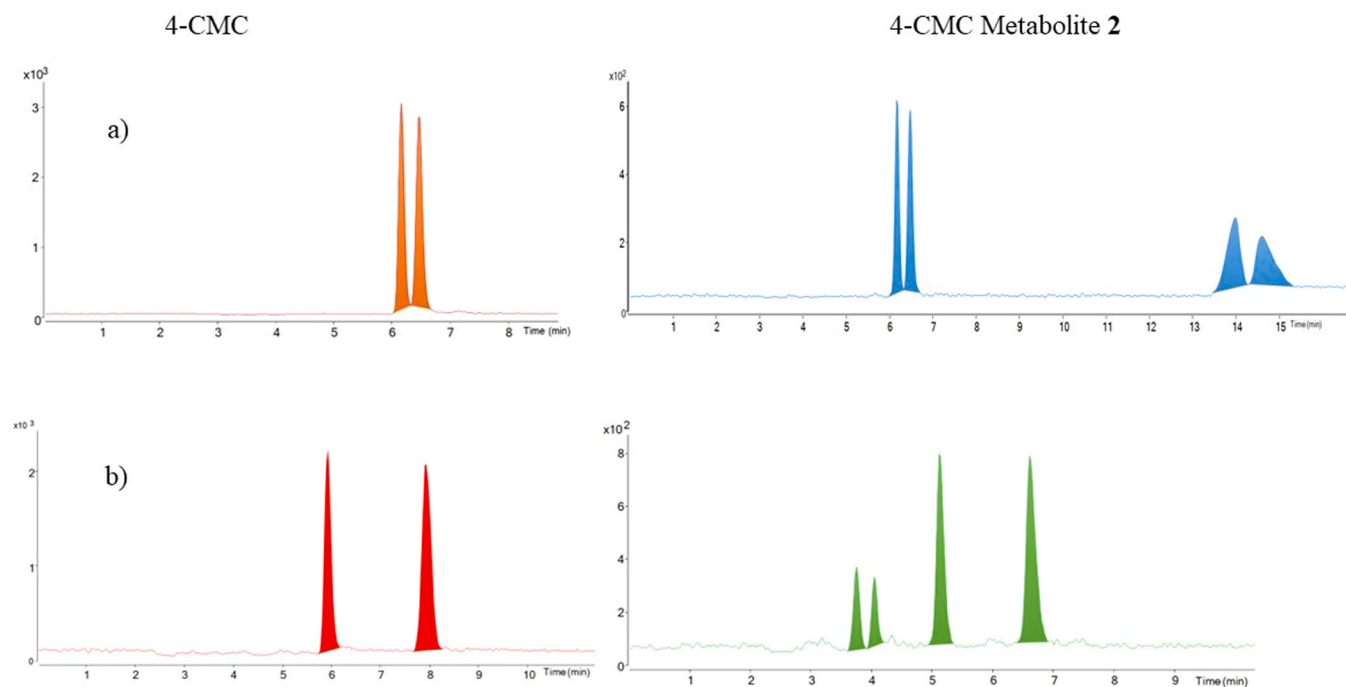 4-CMC
4-CMC Metabolite 2
x10³
3
a)
2
1
0
1 2 3 4 5 6 7 8 Time (min)
x10²
6
4
2
0
1 2 3 4 5 6 7 8 9 10 11 12 13 14 15 Time (min)
x10 3
2
b)
1
0
1 2 3 4 5 6 7 8 9 10 Time (min)
x10²
8
6
4
2
0
1 2 3 4 5 6 7 8 9 Time (min)